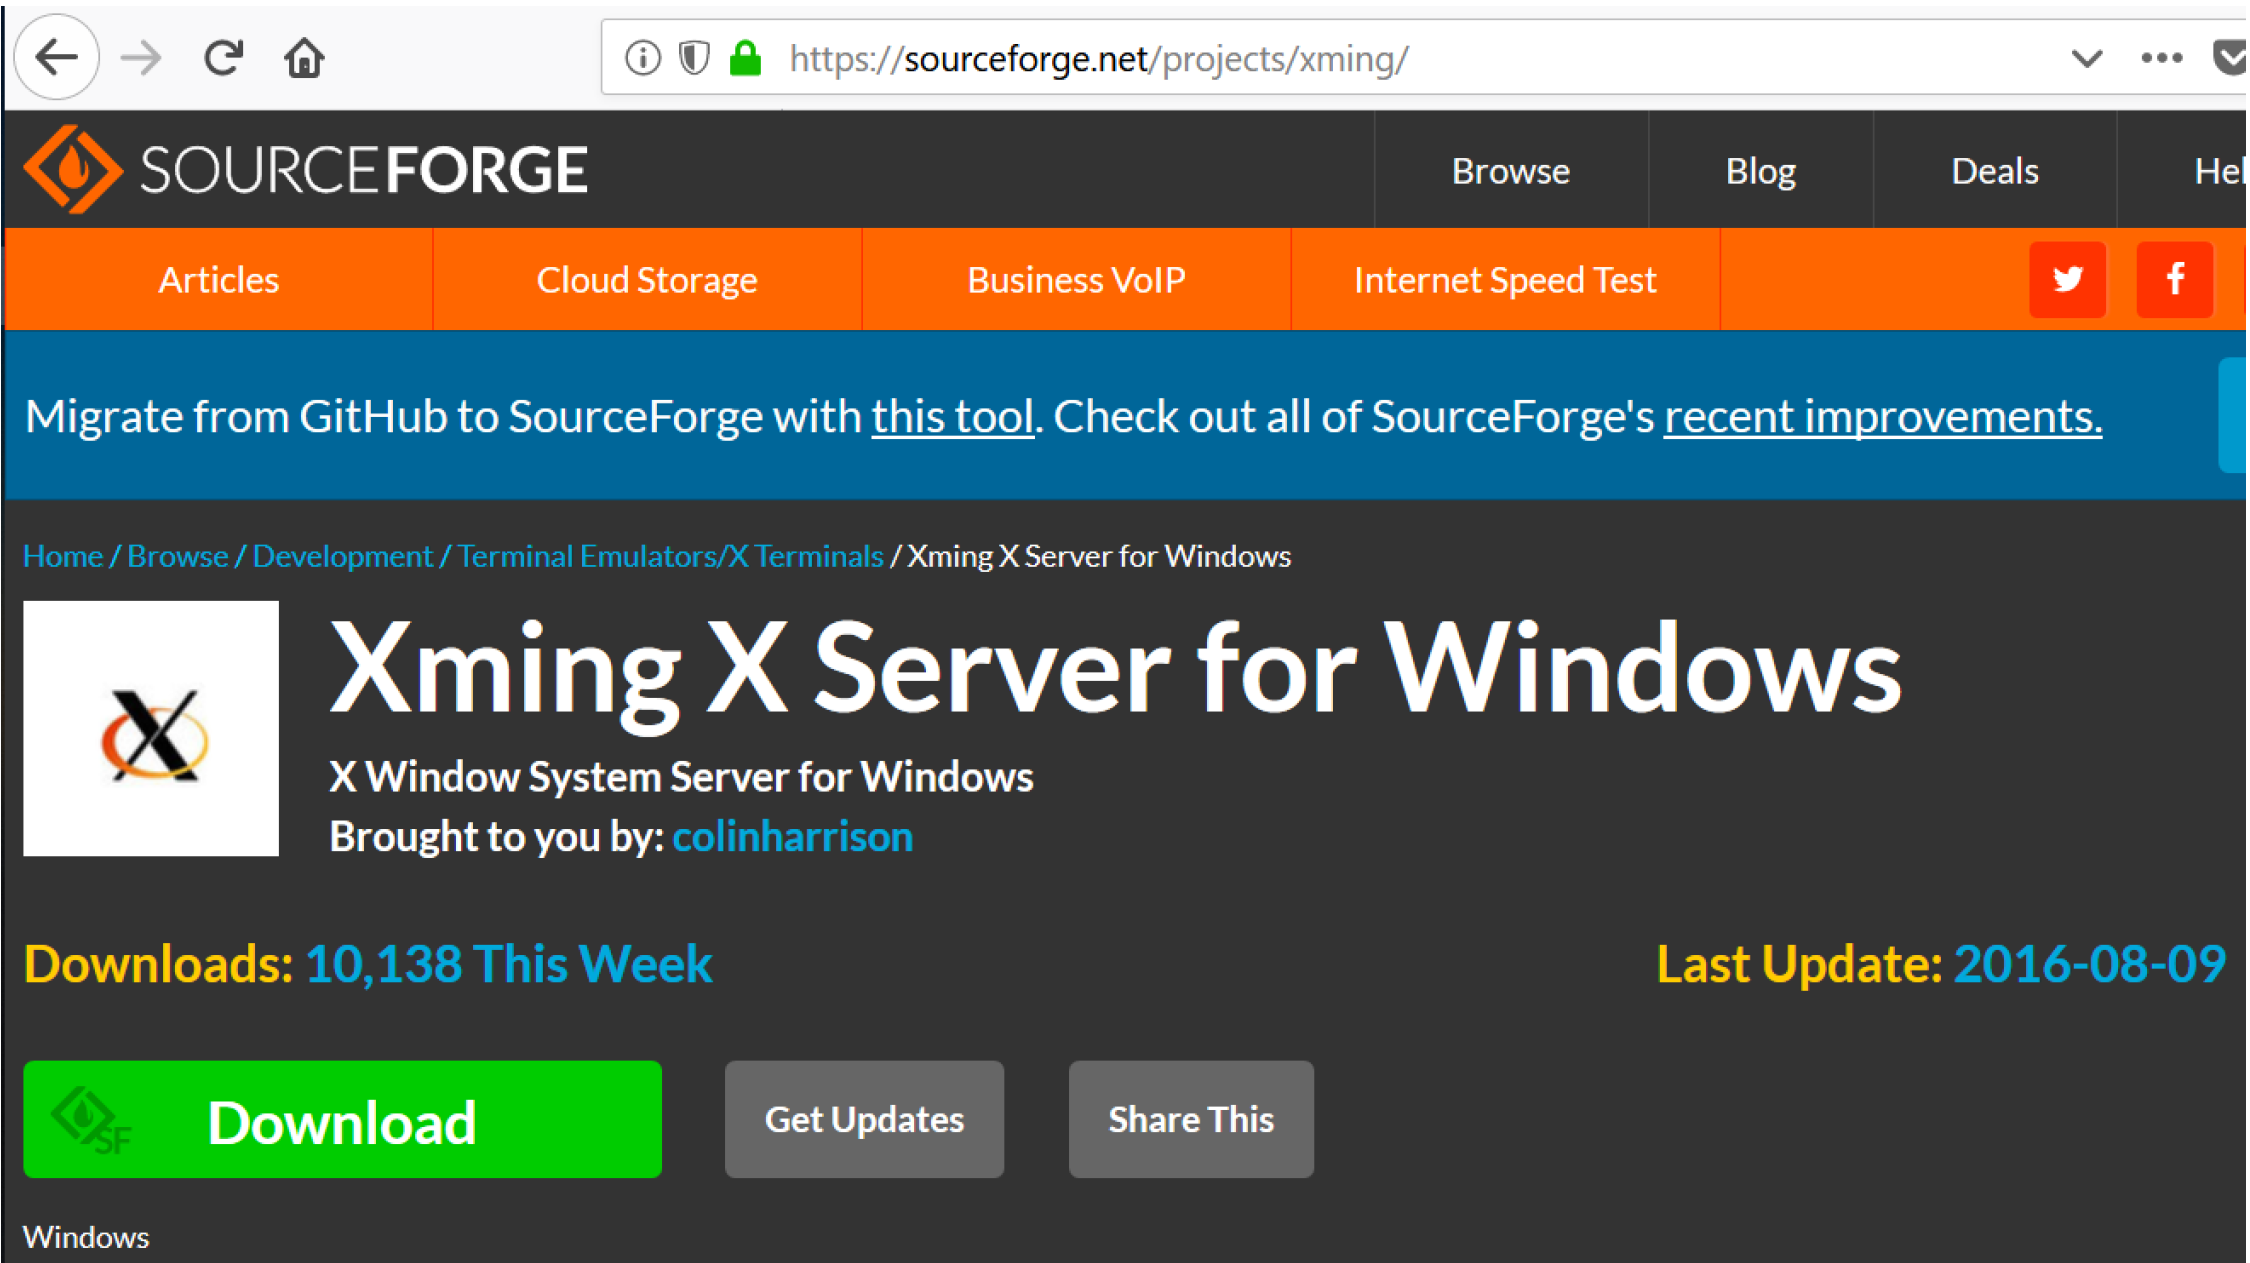 https://sourceforge.net/projects/xming/
SOURCEFORGE
Browse
Blog
Deals
Articles
Cloud Storage
Business VoIP
Internet Speed Test
Migrate from GitHub to SourceForge with this tool. Check out all of SourceForge's recent improvements.
Home / Browse / Development / Terminal Emulators/X Terminals / Xming X Server for Windows
Xming X Server for Windows
X Window System Server for Windows
Brought to you by: colinharrison
Downloads: 10,138 This Week
Last Update: 2016-08-09
SF
Download
Get Updates
Share This
Windows